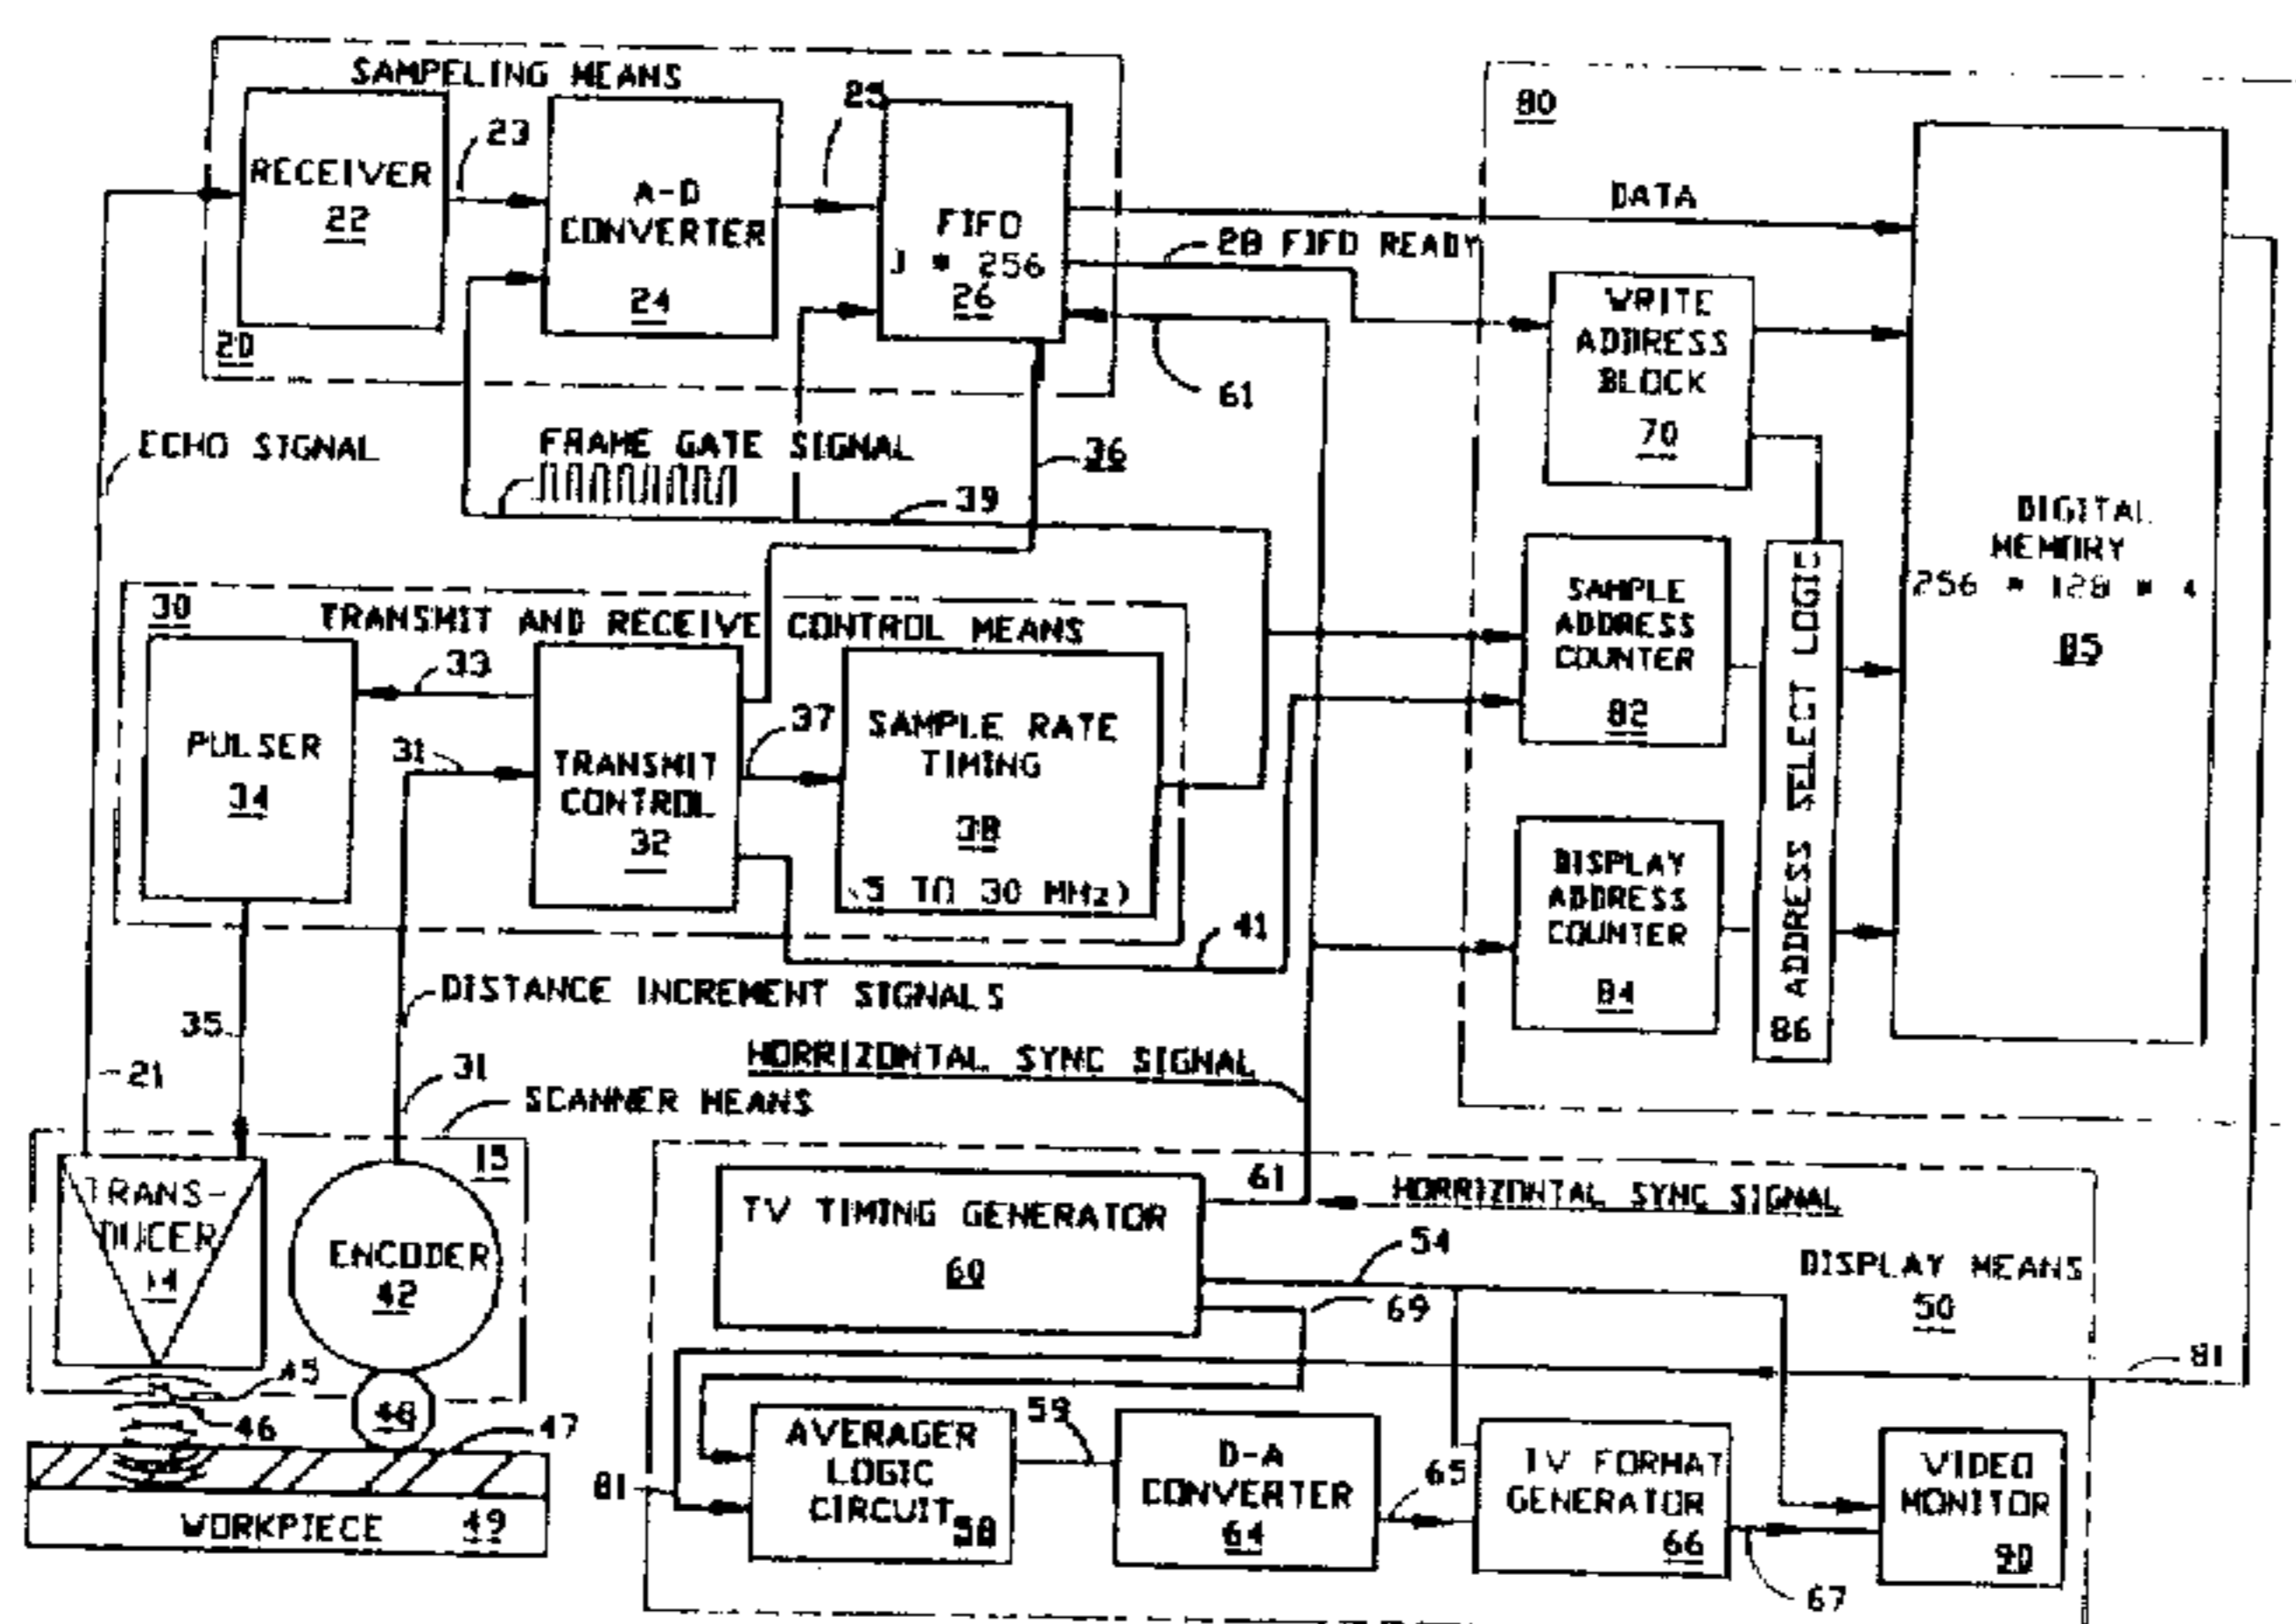 SAMPELING MEANS
RECEIVER
22
23
A-D
CONVERTER
24
25
FIFO
J * 256
26
20
DATA
28 FIFO READY
61
80
WRITE
ADDRESS
BLOCK
70
DIGITAL
MEMORY
256 * 128 * 4
85
ECHO SIGNAL
FRAME GATE SIGNAL
36
39
30
TRANSMIT AND RECEIVE CONTROL MEANS
PULSER
34
33
31
TRANSMIT
CONTROL
32
37
SAMPLE RATE
TIMING
38
(5 TO 30 MHz)
41
SAMPLE
ADDRESS
COUNTER
82
DISPLAY
ADDRESS
COUNTER
84
ADDRESS SELECT LOGIC
86
DISTANCE INCREMENT SIGNALS
35
21
31
HORRIZONTAL SYNC SIGNAL
SCANNER MEANS
15
TRANS-
DUCER
14
ENCODER
42
45
46
48
47
WORKPIECE 49
TV TIMING GENERATOR
60
61
HORRIZONTAL SYNC SIGNAL
54
69
DISPLAY MEANS
50
81
81
AVERAGER
LOGIC
CIRCUIT
58
59
D-A
CONVERTER
64
65
TV FORMAT
GENERATOR
66
67
VIDEO
MONITOR
90